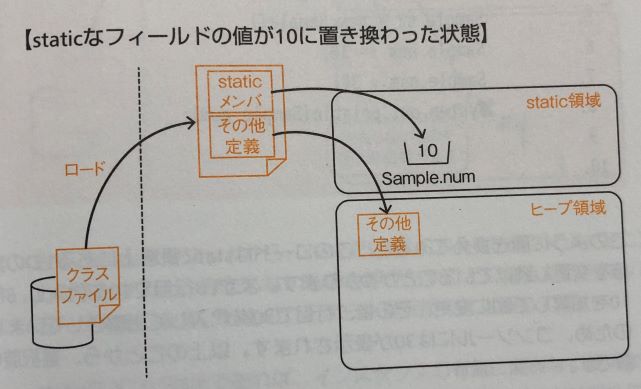 【staticなフィールドの値が10に置き換わった状態】
static
メンバ
その他
定義
static領域
ロード
10
Sample.num
ヒープ領域
その他
定義
クラス
ファイル